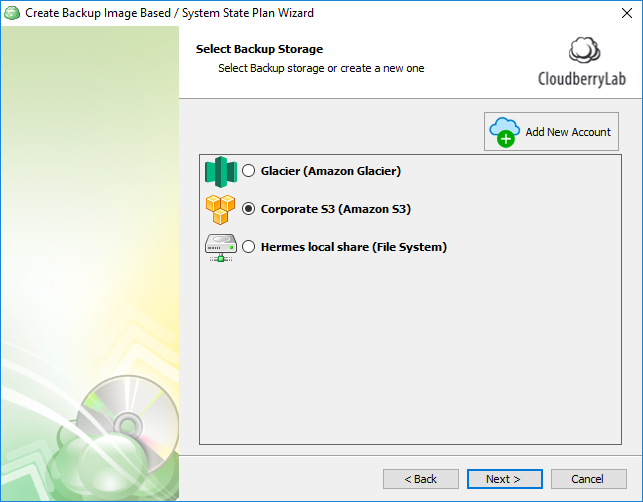 Create Backup Image Based / System State Plan Wizard
Select Backup Storage
Select Backup storage or create a new one
CloudberryLab
Add New Account
Glacier (Amazon Glacier)
Corporate S3 (Amazon S3)
Hermes local share (File System)
< Back
Next >
Cancel